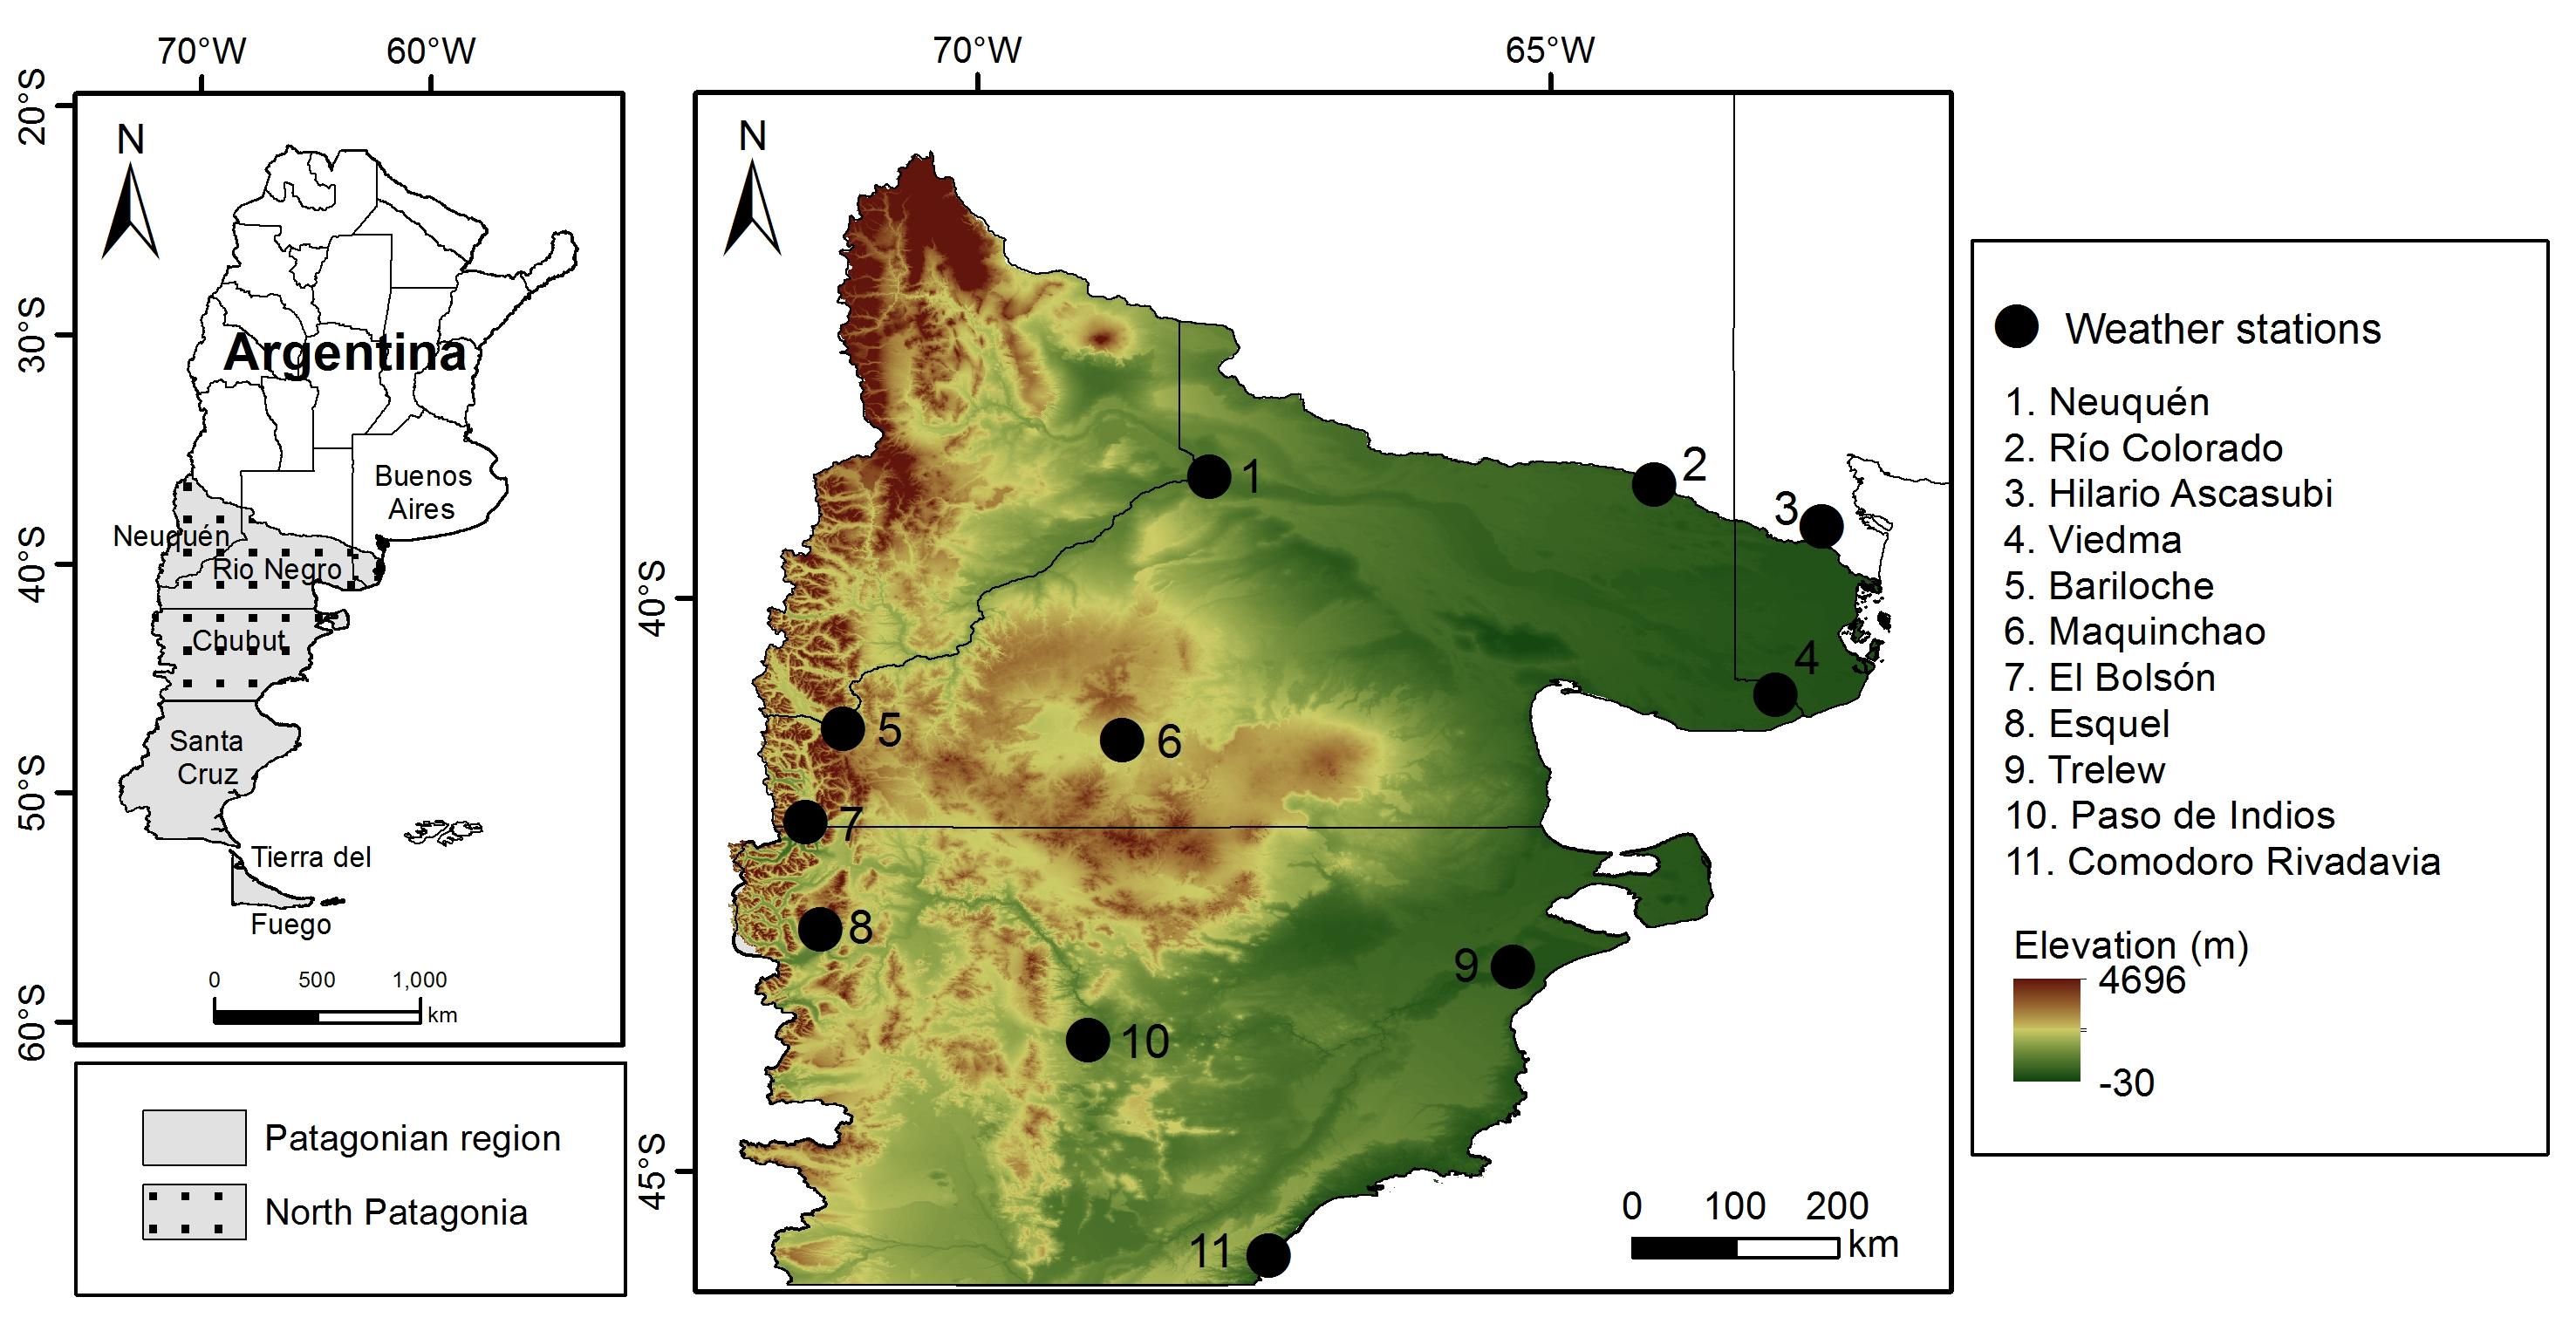 70°W 60°W
20°S
30°S
40°S
50°S
60°S
N
Argentina
Buenos
Aires
Neuquén
Rio Negro
Chubut
Santa
Cruz
Tierra del
Fuego
0 500 1,000
km
Patagonian region
North Patagonia
70°W 65°W
40°S
45°S
N
1
2
3
4
5
6
7
8
9
10
11
0 100 200
km
Weather stations
1. Neuquén
2. Río Colorado
3. Hilario Ascasubi
4. Viedma
5. Bariloche
6. Maquinchao
7. El Bolsón
8. Esquel
9. Trelew
10. Paso de Indios
11. Comodoro Rivadavia
Elevation (m)
4696
-30